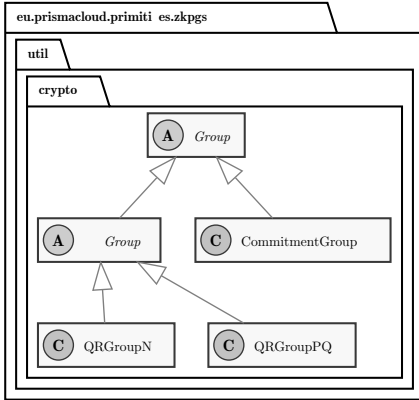 eu.prismacloud.primiti es.zkpgs
util
crypto
A Group
A Group
C CommitmentGroup
C QRGroupN
C QRGroupPQ